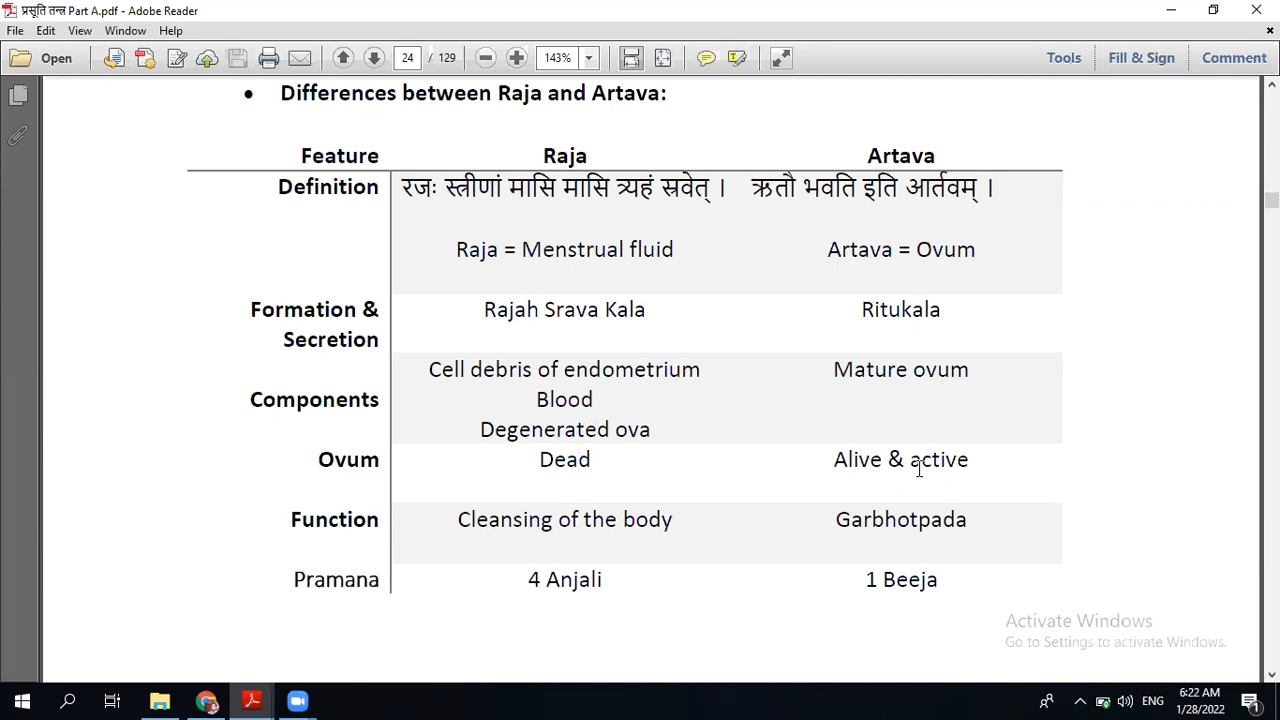 प्रसूति तन्त्र Part A.pdf - Adobe Reader
File Edit View Window Help
Open 24 / 129 143% Tools Fill & Sign Comment
• Differences between Raja and Artava:
Feature Raja Artava
Definition रजः स्त्रीणां मासि मासि त्र्यहं स्रवेत् । ऋतौ भवति इति आर्तवम् ।
Raja = Menstrual fluid Artava = Ovum
Formation & Rajah Srava Kala Ritukala
Secretion
Cell debris of endometrium Mature ovum
Components Blood
Degenerated ova
Ovum Dead Alive & active
Function Cleansing of the body Garbhotpada
Pramana 4 Anjali 1 Beeja
Activate Windows
Go to Settings to activate Windows.
ENG 6:22 AM
1/28/2022 1